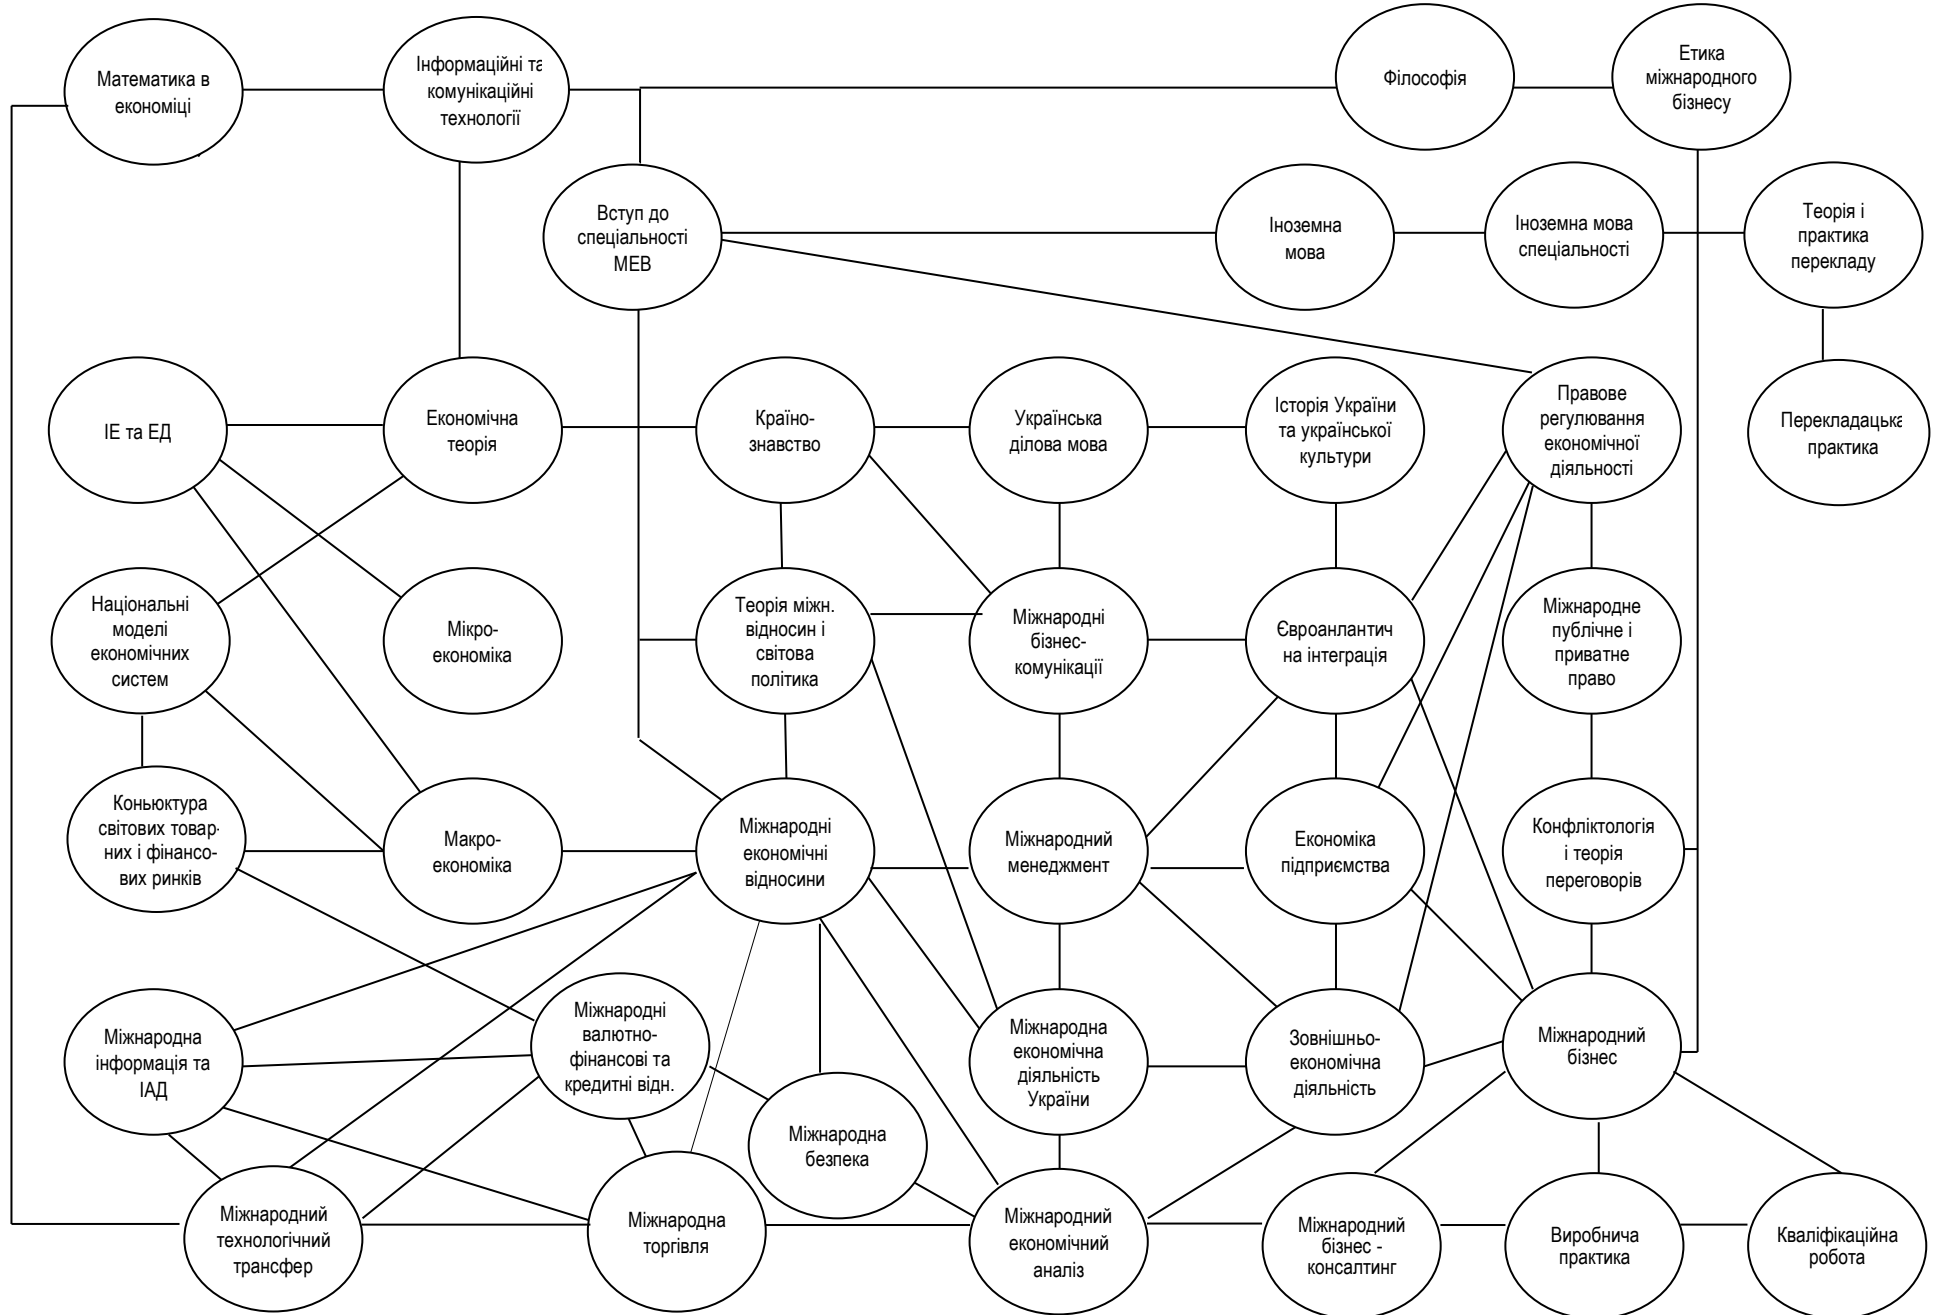 Математика в
економіці
Інформаційні та
комунікаційні
технології
Філософія
Етика
міжнародного
бізнесу
Вступ до
спеціальності
МЕВ
Іноземна
мова
Іноземна мова
спеціальності
Теорія і
практика
перекладу
ІЕ та ЕД
Економічна
теорія
Країно-
знавство
Українська
ділова мова
Історія України
та української
культури
Правове
регулювання
економічної
діяльності
Перекладацька
практика
Національні
моделі
економічних
систем
Мікро-
економіка
Теорія міжн.
відносин і
світова
політика
Міжнародні
бізнес-
комунікації
Євроанлантич
на інтеграція
Міжнародне
публічне і
приватне
право
Коньюктура
світових товар-
них і фінансо-
вих ринків
Макро-
економіка
Міжнародні
економічні
відносини
Міжнародний
менеджмент
Економіка
підприємства
Конфліктологія
і теорія
переговорів
Міжнародна
інформація та
ІАД
Міжнародні
валютно-
фінансові та
кредитні відн.
Міжнародна
безпека
Міжнародна
економічна
діяльність
України
Зовнішньо-
економічна
діяльність
Міжнародний
бізнес
Міжнародний
технологічний
трансфер
Міжнародна
торгівля
Міжнародний
економічний
аналіз
Міжнародний
бізнес -
консалтинг
Виробнича
практика
Кваліфікаційна
робота